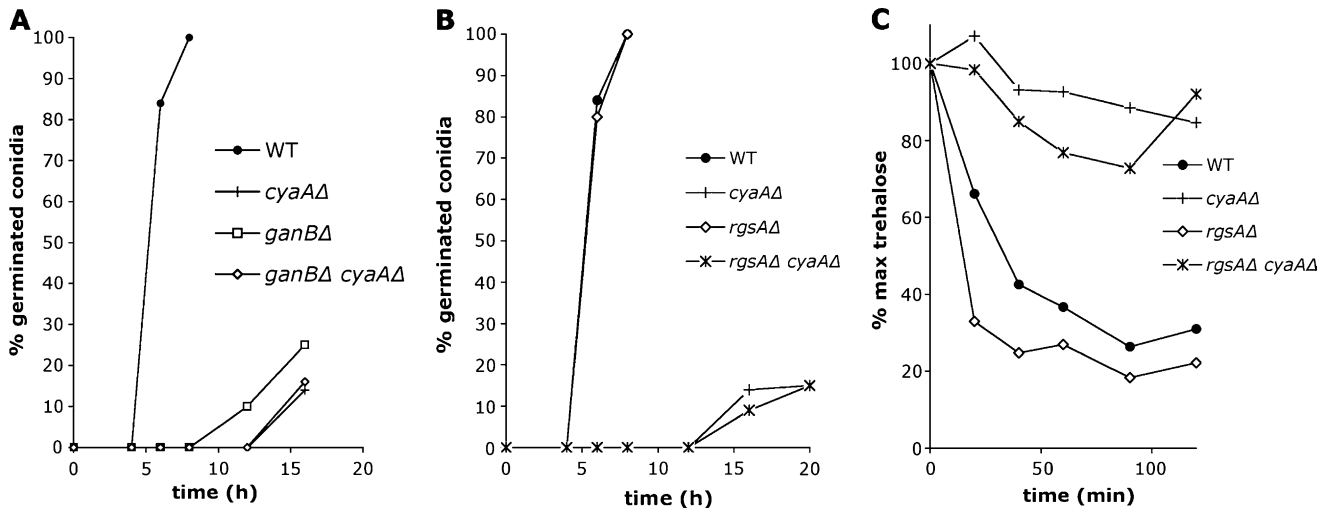 A
% germinated conidia
100
90
80
70
60
50
40
30
20
10
0
0 5 10 15 20
time (h)
WT
cyaAΔ
ganBΔ
ganBΔ cyaAΔ
B
% germinated conidia
100
90
80
70
60
50
40
30
20
10
0
0 5 10 15 20
time (h)
WT
cyaAΔ
rgsAΔ
rgsAΔ cyaAΔ
C
% max trehalose
100
80
60
40
20
0
0 50 100
time (min)
WT
cyaAΔ
rgsAΔ
rgsAΔ cyaAΔ